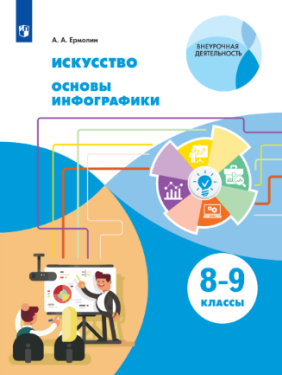 А. А. Ермолин
ВНЕУРОЧНАЯ
ДЕЯТЕЛЬНОСТЬ
ИСКУССТВО
ОСНОВЫ
ИНФОГРАФИКИ
8-9
КЛАССЫ